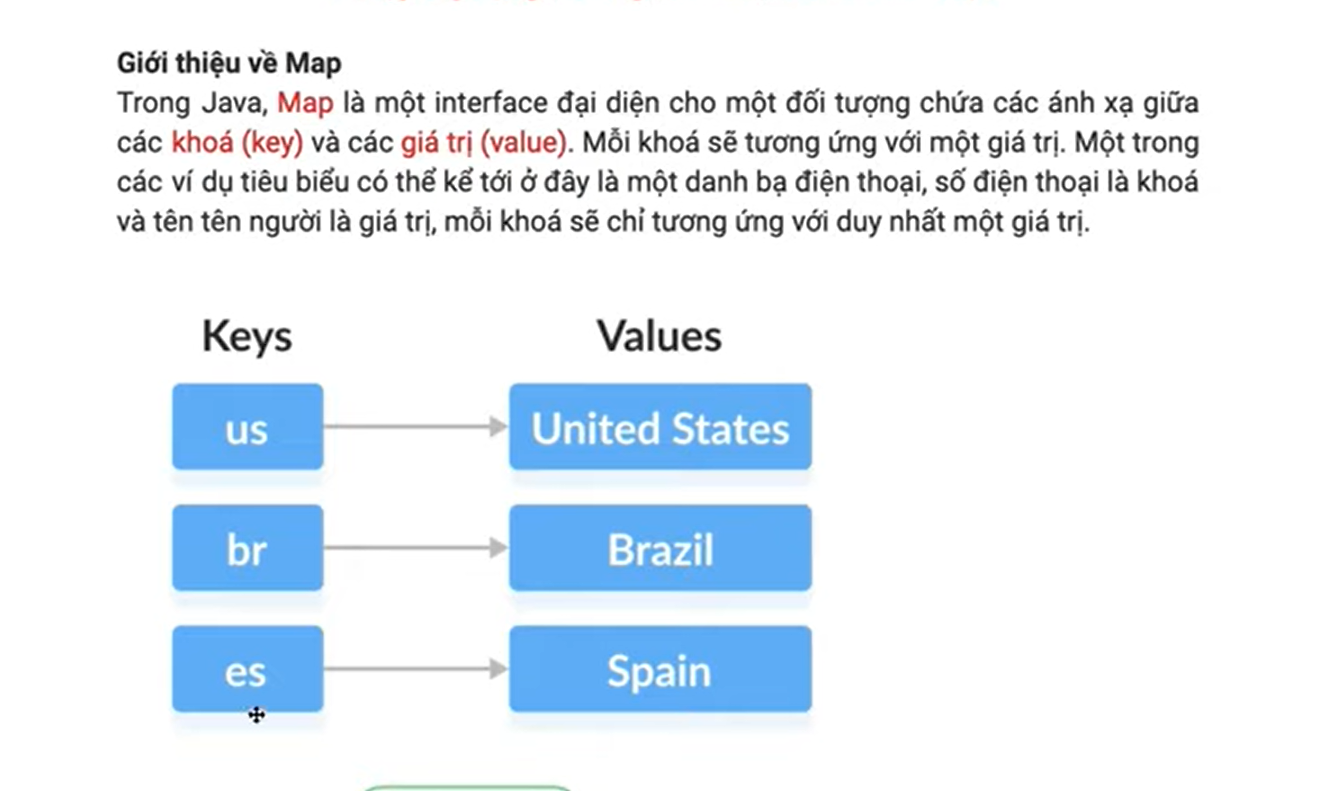 Giới thiệu về Map
Trong Java, Map là một interface đại diện cho một đối tượng chứa các ánh xạ giữa
các khoá (key) và các giá trị (value). Mỗi khoá sẽ tương ứng với một giá trị. Một trong
các ví dụ tiêu biểu có thể kể tới ở đây là một danh bạ điện thoại, số điện thoại là khoá
và tên tên người là giá trị, mỗi khoá sẽ chỉ tương ứng với duy nhất một giá trị.
Keys Values
us United States
br Brazil
es Spain